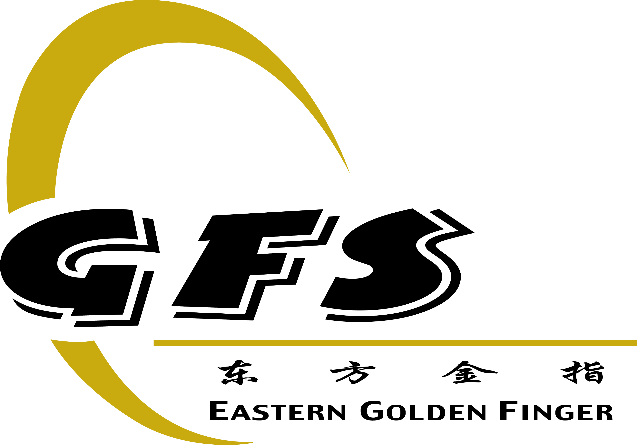 GFS
东方金指
EASTERN GOLDEN FINGER